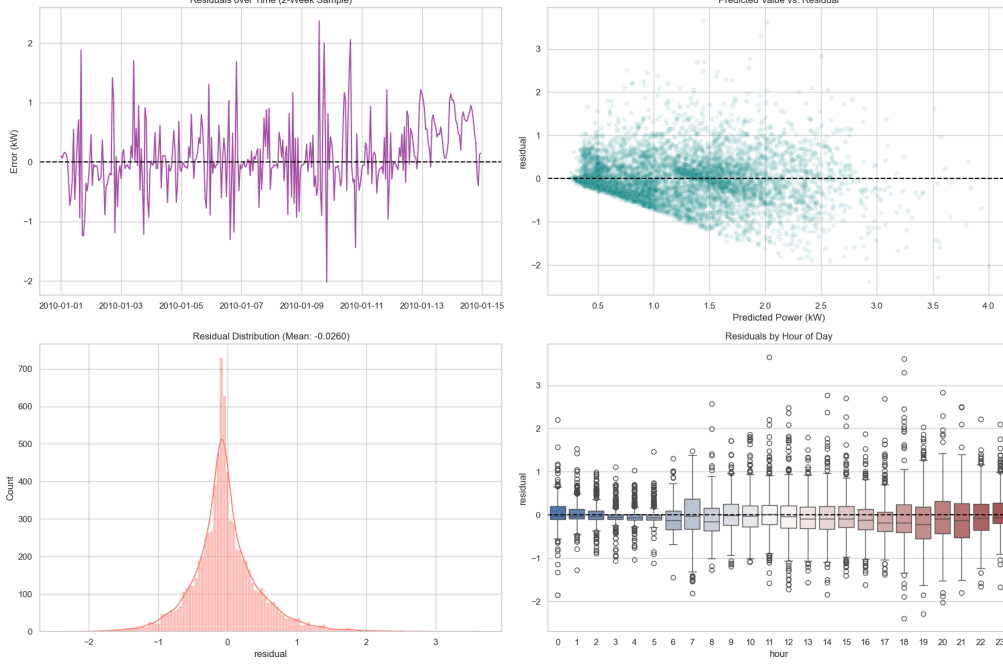 Residuals over Time (2-Week Sample)
Error (kW)
2
1
0
−1
−2
2010-01-01 2010-01-03 2010-01-05 2010-01-07 2010-01-09 2010-01-11 2010-01-13 2010-01-15
Predicted Value vs. Residual
residual
3
2
1
0
−1
−2
0.5 1.0 1.5 2.0 2.5 3.0 3.5 4.0
Predicted Power (kW)
Residual Distribution (Mean: -0.0260)
Count
700
600
500
400
300
200
100
0
−2 −1 0 1 2 3
residual
Residuals by Hour of Day
residual
3
2
1
0
−1
−2
0 1 2 3 4 5 6 7 8 9 10 11 12 13 14 15 16 17 18 19 20 21 22 23
hour